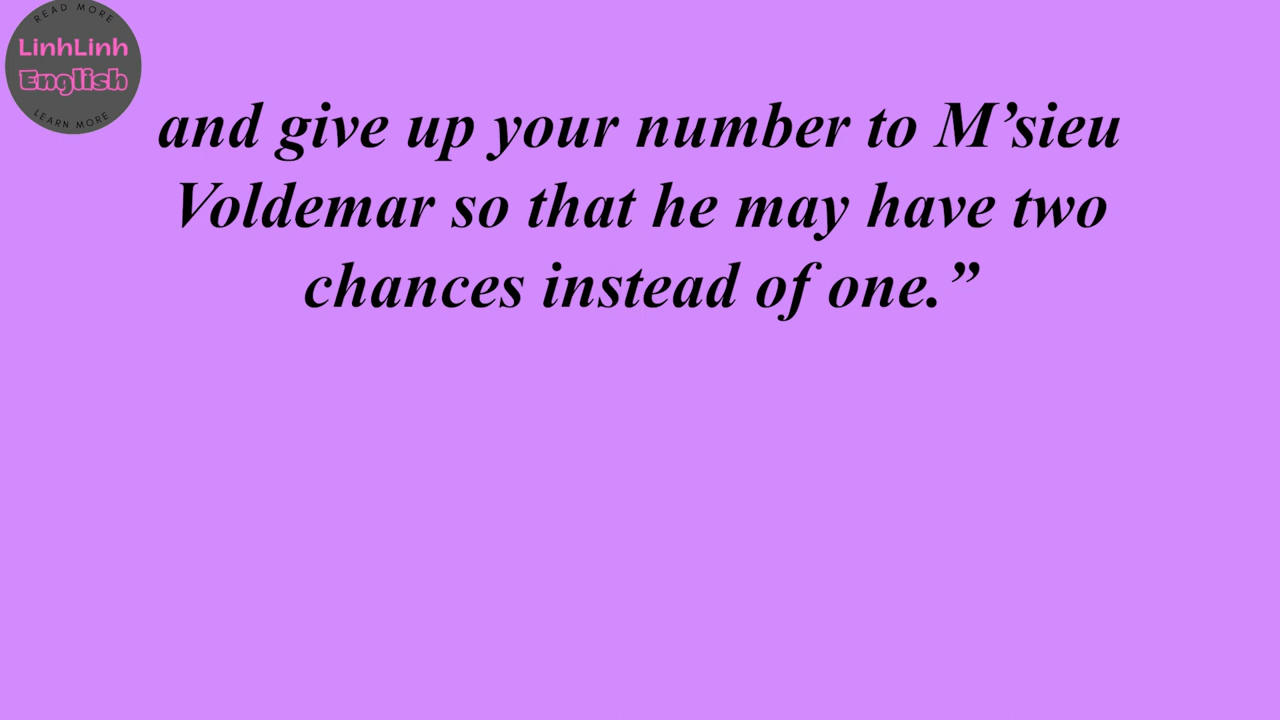 READ MORE
LinhLinh
English
LEARN MORE
and give up your number to M’sieu
Voldemar so that he may have two
chances instead of one.”